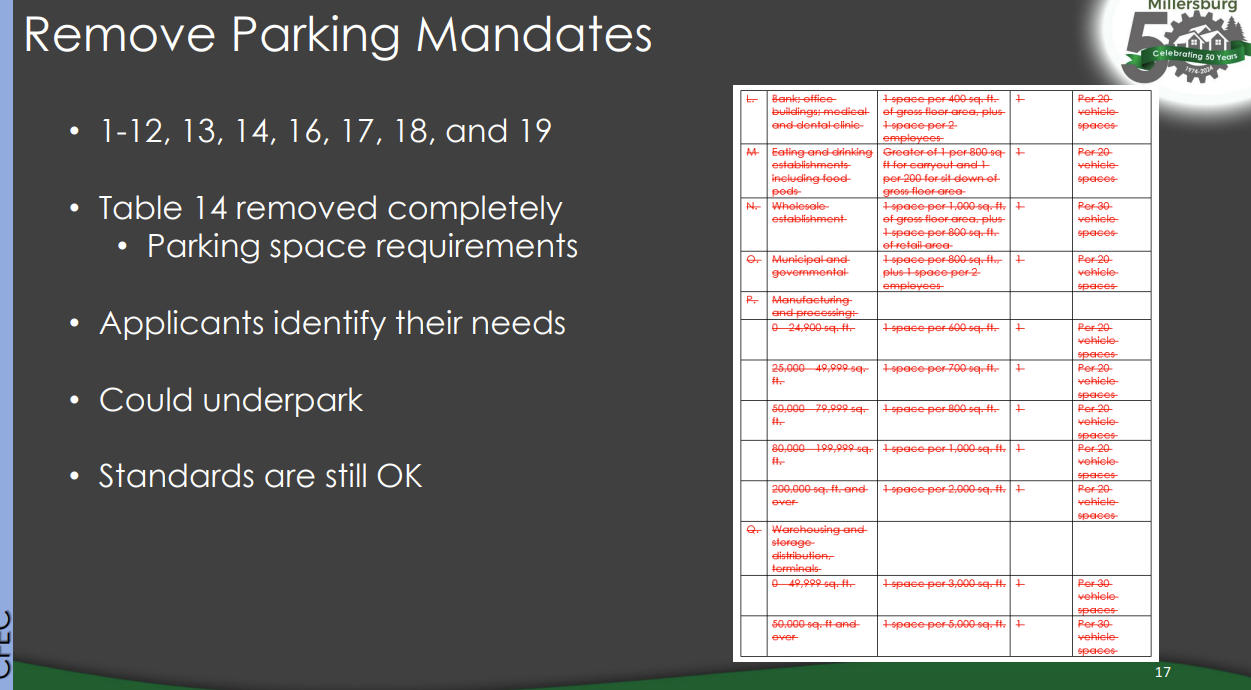 Remove Parking Mandates
Millersburg
50
Celebrating 50 Years
1974-2024
• 1-12, 13, 14, 16, 17, 18, and 19
• Table 14 removed completely
• Parking space requirements
• Applicants identify their needs
• Could underpark
• Standards are still OK
L. Bank; office 1 space per 400 sq. ft. 1 Per 20
buildings; medical of gross floor area, plus vehicle
and dental clinic 1 space per 2 spaces
employees
M Eating and drinking Greater of 1 per 800 sq 1 Per 20
establishments ft for carryout and 1 vehicle
including food per 200 for sit down of spaces
pods gross floor area
N. Wholesale 1 space per 1,000 sq. ft. 1 Per 30
establishment of gross floor area, plus vehicle
1 space per 800 sq. ft. spaces
of retail area
O. Municipal and 1 space per 800 sq. ft., 1 Per 20
governmental plus 1 space per 2 vehicle
employees spaces
P. Manufacturing
and processing:
0 - 24,900 sq. ft. 1 space per 600 sq. ft. 1 Per 20
vehicle
spaces
25,000 - 49,999 sq. 1 space per 700 sq. ft. 1 Per 20
ft. vehicle
spaces
50,000 - 79,999 sq. 1 space per 800 sq. ft. 1 Per 20
ft. vehicle
spaces
80,000 - 199,999 sq. 1 space per 1,000 sq. ft. 1 Per 20
ft. vehicle
spaces
200,000 sq. ft. and 1 space per 2,000 sq. ft. 1 Per 20
over vehicle
spaces
Q. Warehousing and
storage
distribution,
terminals
0 - 49,999 sq. ft. 1 space per 3,000 sq. ft. 1 Per 30
vehicle
spaces
50,000 sq. ft and 1 space per 5,000 sq. ft. 1 Per 30
over vehicle
spaces
CFEC
17